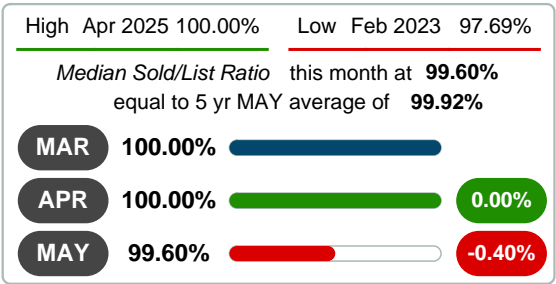 High Apr 2025 100.00% Low Feb 2023 97.69%
Median Sold/List Ratio this month at 99.60%
equal to 5 yr MAY average of 99.92%
MAR 100.00%
APR 100.00% 0.00%
MAY 99.60% -0.40%